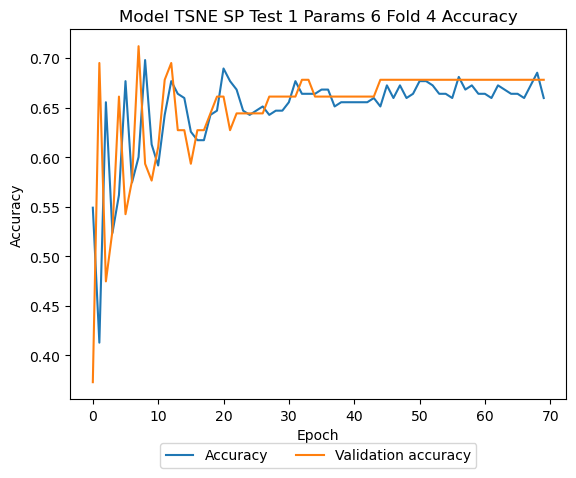 Model TSNE SP Test 1 Params 6 Fold 4 Accuracy
0.70
0.65
0.60
0.55
0.50
0.45
0.40
Accuracy
0 10 20 30 40 50 60 70
Epoch
Accuracy Validation accuracy